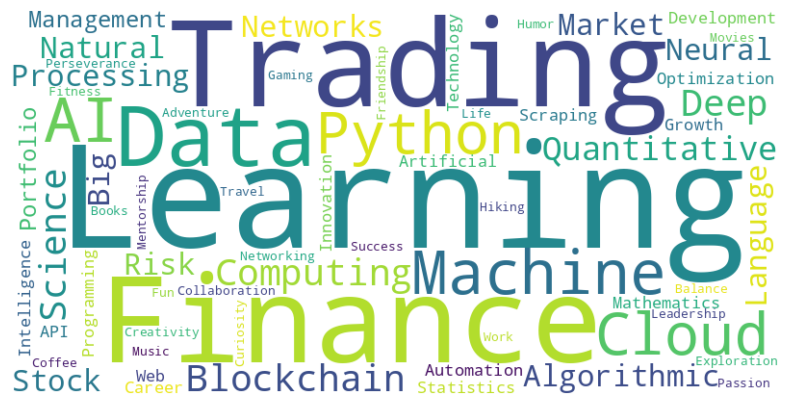 Management
Networks
Trading
Humor
Market
Development
Movies
Natural
Perseverance
Processing
Gaming
Friendship
Technology
Neural
Optimization
Fitness
AI
Adventure
Data
Python
Life
Scraping
Growth
Deep
Portfolio
Big
Artificial
Quantitative
Science
Books
Mentorship
Travel
Learning
Innovation
Hiking
Language
Success
Networking
Risk
Computing
Machine
Intelligence
Programming
Fun
Collaboration
Finance
Balance
Mathematics
Leadership
API
Creativity
Curiosity
Work
Cloud
Coffee
Music
Exploration
Stock
Web
Career
Blockchain
Automation
Statistics
Algorithmic
Passion